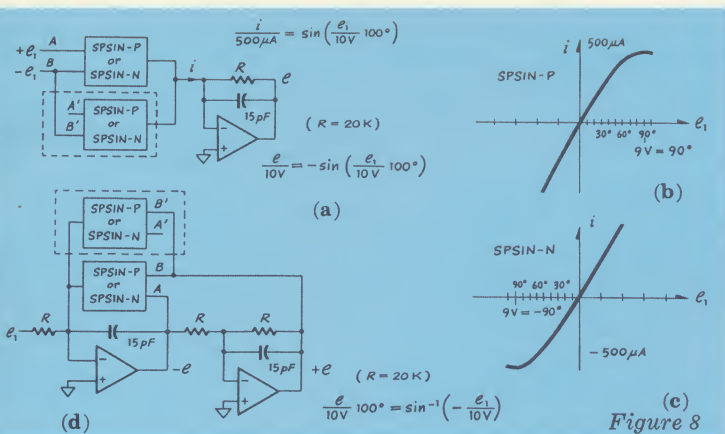 +e₁ A SPSIN-P
or
SPSIN-N
-e₁ B
A'
B'
SPSIN-P
or
SPSIN-N
i
R
e
15pF
i/500µA = sin(e₁/10V 100°)
(R=20K)
e/10V = -sin(e₁/10V 100°)
(a)
i 500µA
SPSIN-P
30° 60° 90° e₁
9V=90°
(b)
SPSIN-P
or
SPSIN-N
B'
A'
SPSIN-P
or
SPSIN-N
B
A
e₁ R
15pF
-e
R
R
15pF
+e
(R=20K)
e/10V 100° = sin⁻¹(-e₁/10V)
(d)
i
SPSIN-N
90° 60° 30° e₁
9V=-90°
-500µA
(c)
Figure 8